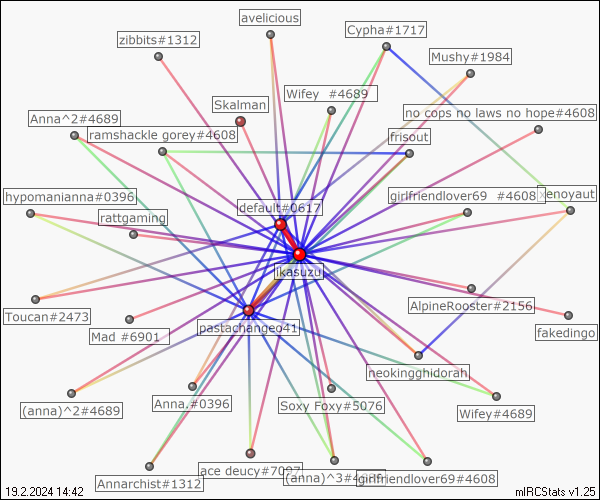 avelicious
Cypha#1717
zibbits#1312
Mushy#1984
Wifey  #4689
Skalman
no cops no laws no hope#4608
Anna^2#4689
ramshackle gorey#4608
frisout
hypomanianna#0396
default#0617
girlfriendlover69  #4608
xenoyaut
rattgaming
ikasuzu
Toucan#2473
AlpineRooster#2156
Mad #6901
pastachangeo41
fakedingo
neokingghidorah
(anna)^2#4689
Anna.#0396
Soxy Foxy#5076
Wifey#4689
Annarchist#1312
ace deucy#7097
(anna)^3#4689
girlfriendlover69#4608
19.2.2024 14:42
mIRCStats v1.25